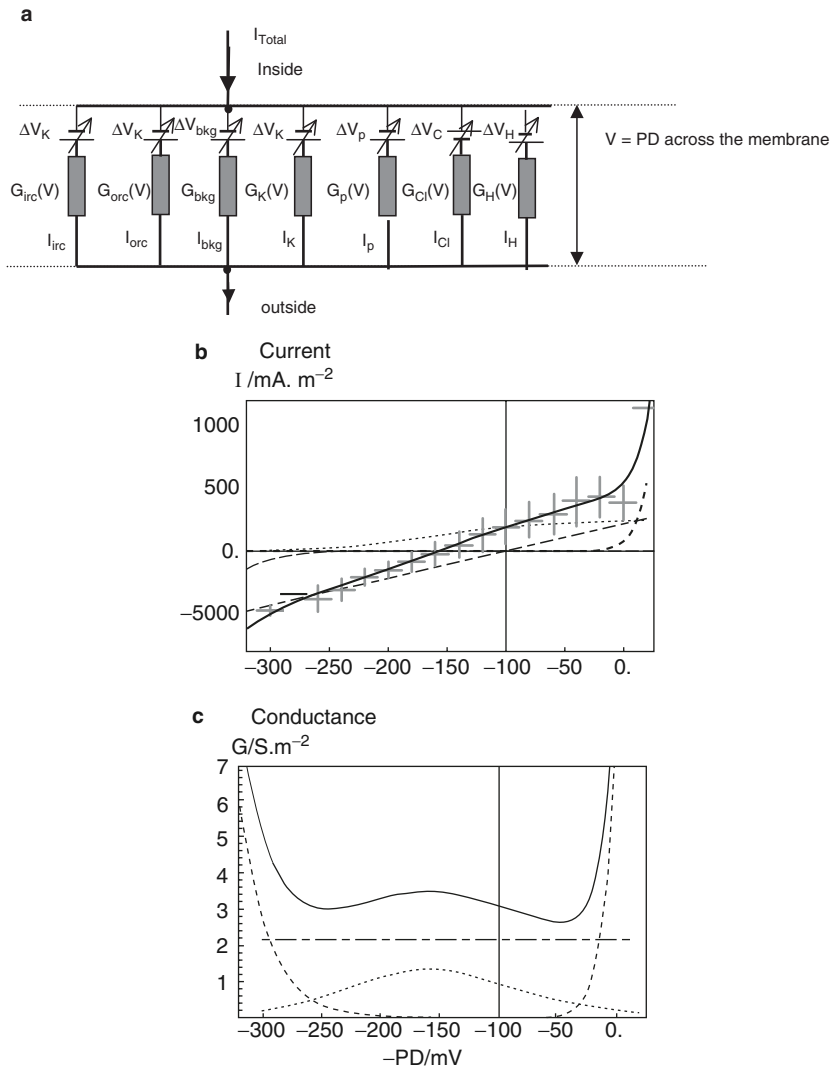 a
I_Total
Inside
ΔV_K ΔV_K ΔV_bkg ΔV_K ΔV_p ΔV_C ΔV_H
V = PD across the membrane
G_irc(V) G_orc(V) G_bkg G_K(V) G_p(V) G_Cl(V) G_H(V)
I_irc I_orc I_bkg I_K I_p I_Cl I_H
outside
b Current
I /mA. m⁻²
1000
500
0.
−5000
−300 −250 −200 −150 −100 −50 0.
c Conductance
G/S.m⁻²
7
6
5
4
3
2
1
−300 −250 −200 −150 −100 −50 0.
−PD/mV